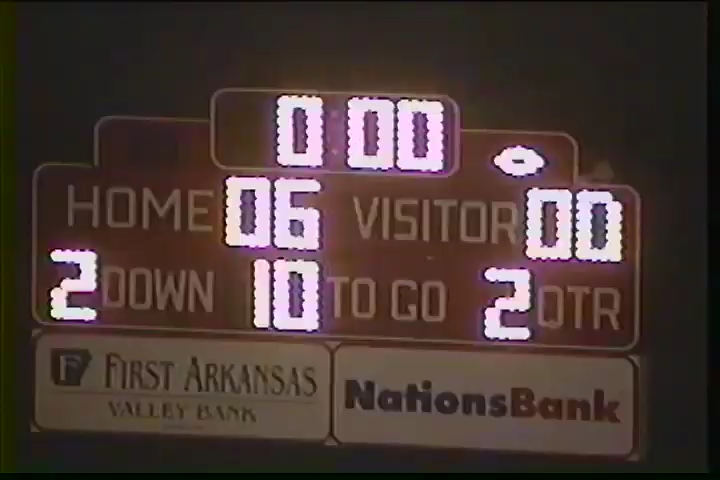 0:00
HOME 06 VISITOR 00
2 DOWN 10 TO GO 2 QTR
F FIRST ARKANSAS
VALLEY BANK
NationsBank